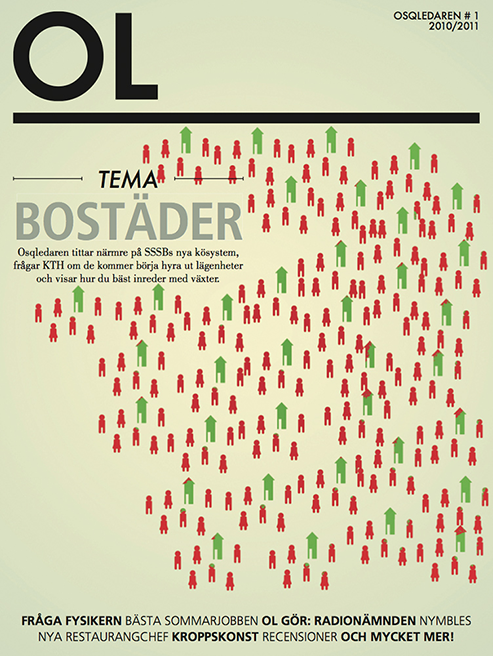 OL
OSQLEDAREN # 1
2010/2011
TEMA
BOSTÄDER
Osqledaren tittar närmre på SSSBs nya kösystem,
frågar KTH om de kommer börja hyra ut lägenheter
och visar hur du bäst inreder med växter.
FRÅGA FYSIKERN BÄSTA SOMMARJOBBEN OL GÖR: RADIONÄMNDEN NYMBLES
NYA RESTAURANGCHEF KROPPSKONST RECENSIONER OCH MYCKET MER!